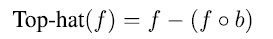 Top-hat(f) = f − (f ∘ b)